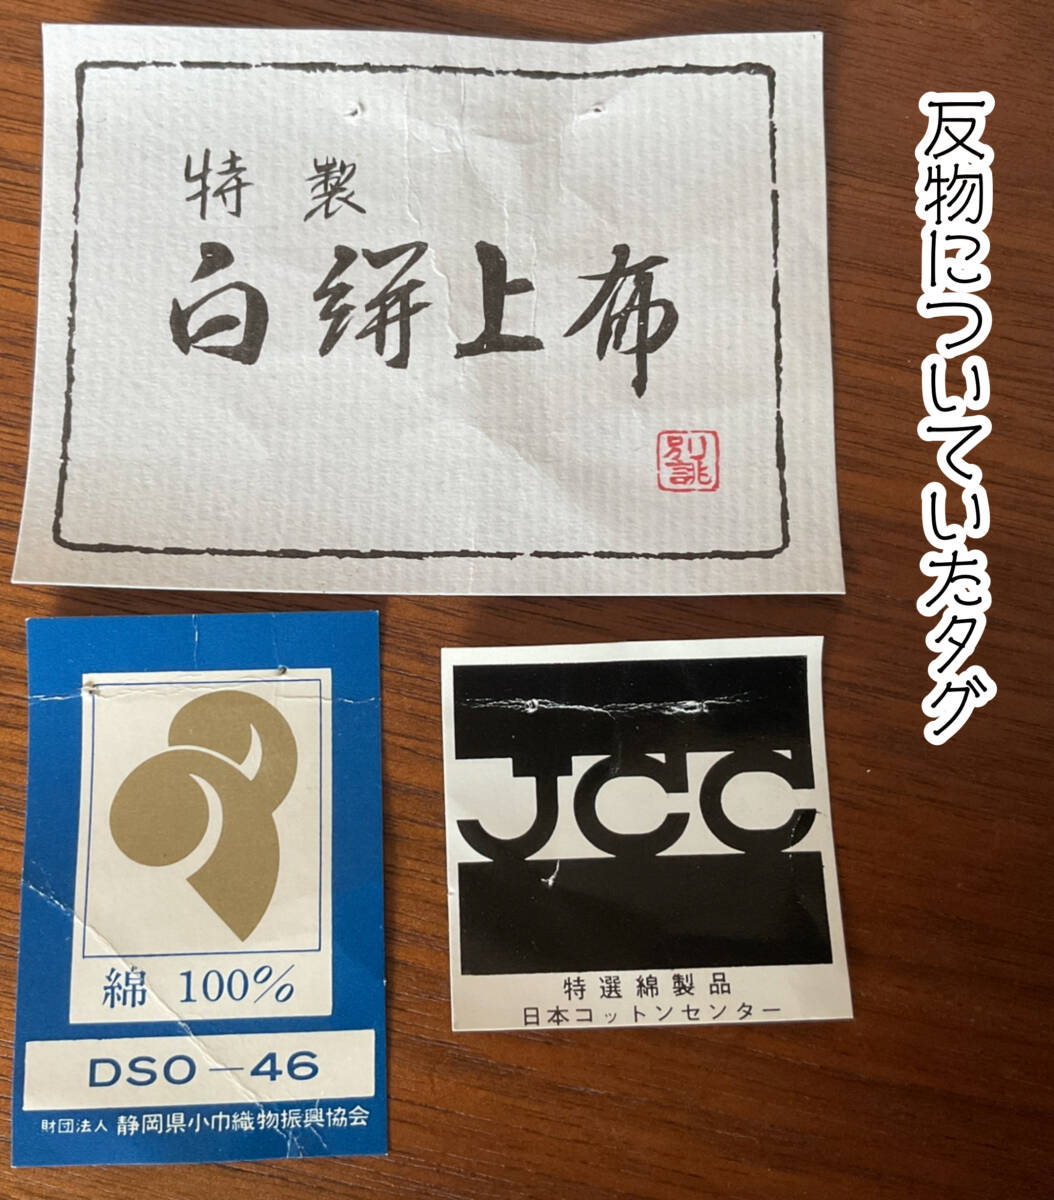 反物についていたタグ
特製
白絣上布
別誂
綿 100%
DSO-46
財団法人 静岡県小巾織物振興協会
JCC
特選綿製品
日本コットンセンター